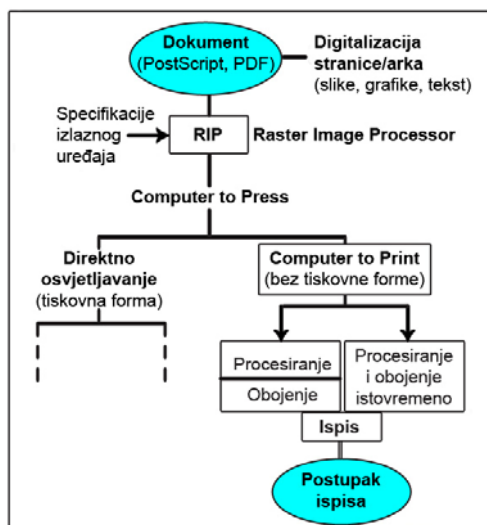 Dokument
(PostScript, PDF)
Digitalizacija
stranice/arka
(slike, grafike, tekst)
Specifikacije
izlaznog
uređaja
RIP
Raster Image Processor
Computer to Press
Direktno
osvjetljavanje
(tiskovna forma)
Computer to Print
(bez tiskovne forme)
Procesiranje
Obojenje
Procesiranje
i obojenje
istovremeno
Ispis
Postupak
ispisa